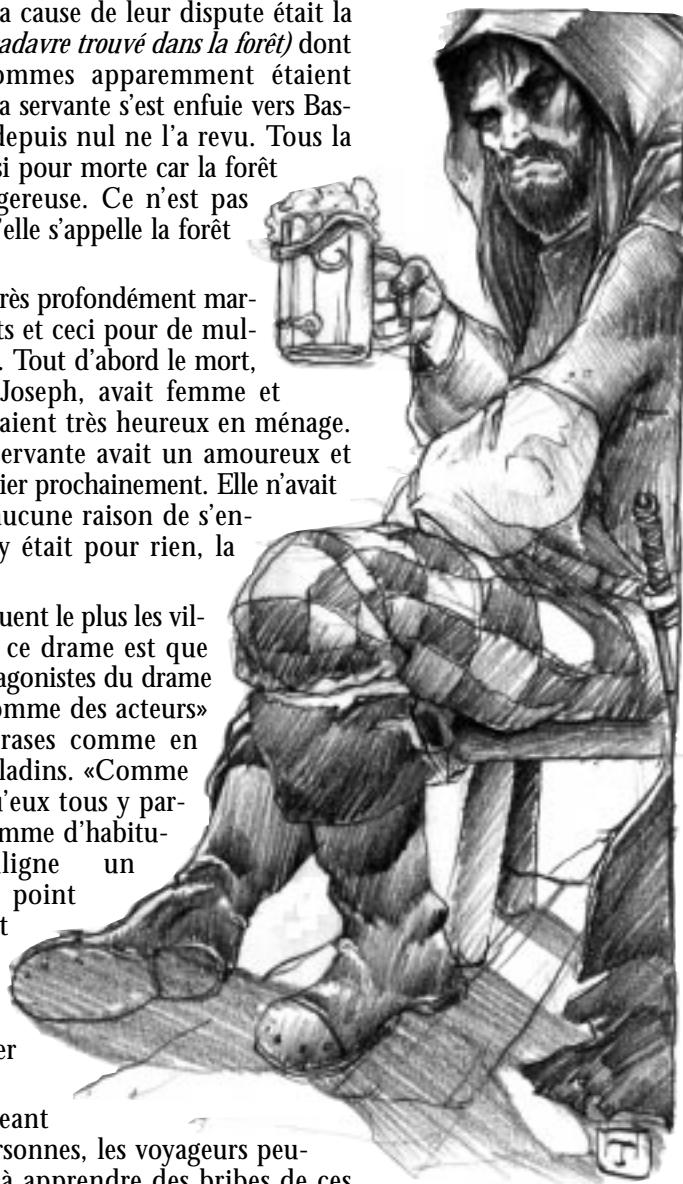 a cause de leur dispute était la
adavre trouvé dans la forêt) dont
ommes apparemment étaient
a servante s'est enfuie vers Bas-
depuis nul ne l'a revu. Tous la
si pour morte car la forêt
gereuse. Ce n'est pas
'elle s'appelle la forêt
rès profondément mar-
ts et ceci pour de mul-
. Tout d'abord le mort,
Joseph, avait femme et
aient très heureux en ménage.
ervante avait un amoureux et
ier prochainement. Elle n'avait
aucune raison de s'en-
y était pour rien, la
uent le plus les vil-
ce drame est que
agonistes du drame
omme des acteurs»
rases comme en
ladins. «Comme
u'eux tous y par-
mme d'habitu-
ligne un
point
t
er
eant
ersonnes, les voyageurs peu-
à apprendre des bribes de ces
T